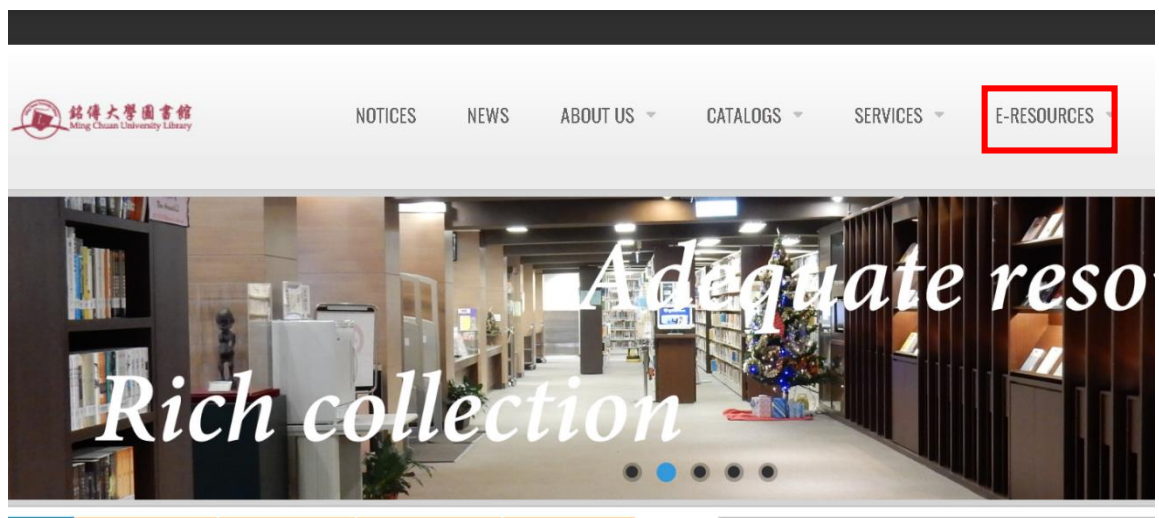 銘傳大學圖書館
Ming Chuan University Library
NOTICES NEWS ABOUT US CATALOGS SERVICES E-RESOURCES
Adequate reso
Rich collection